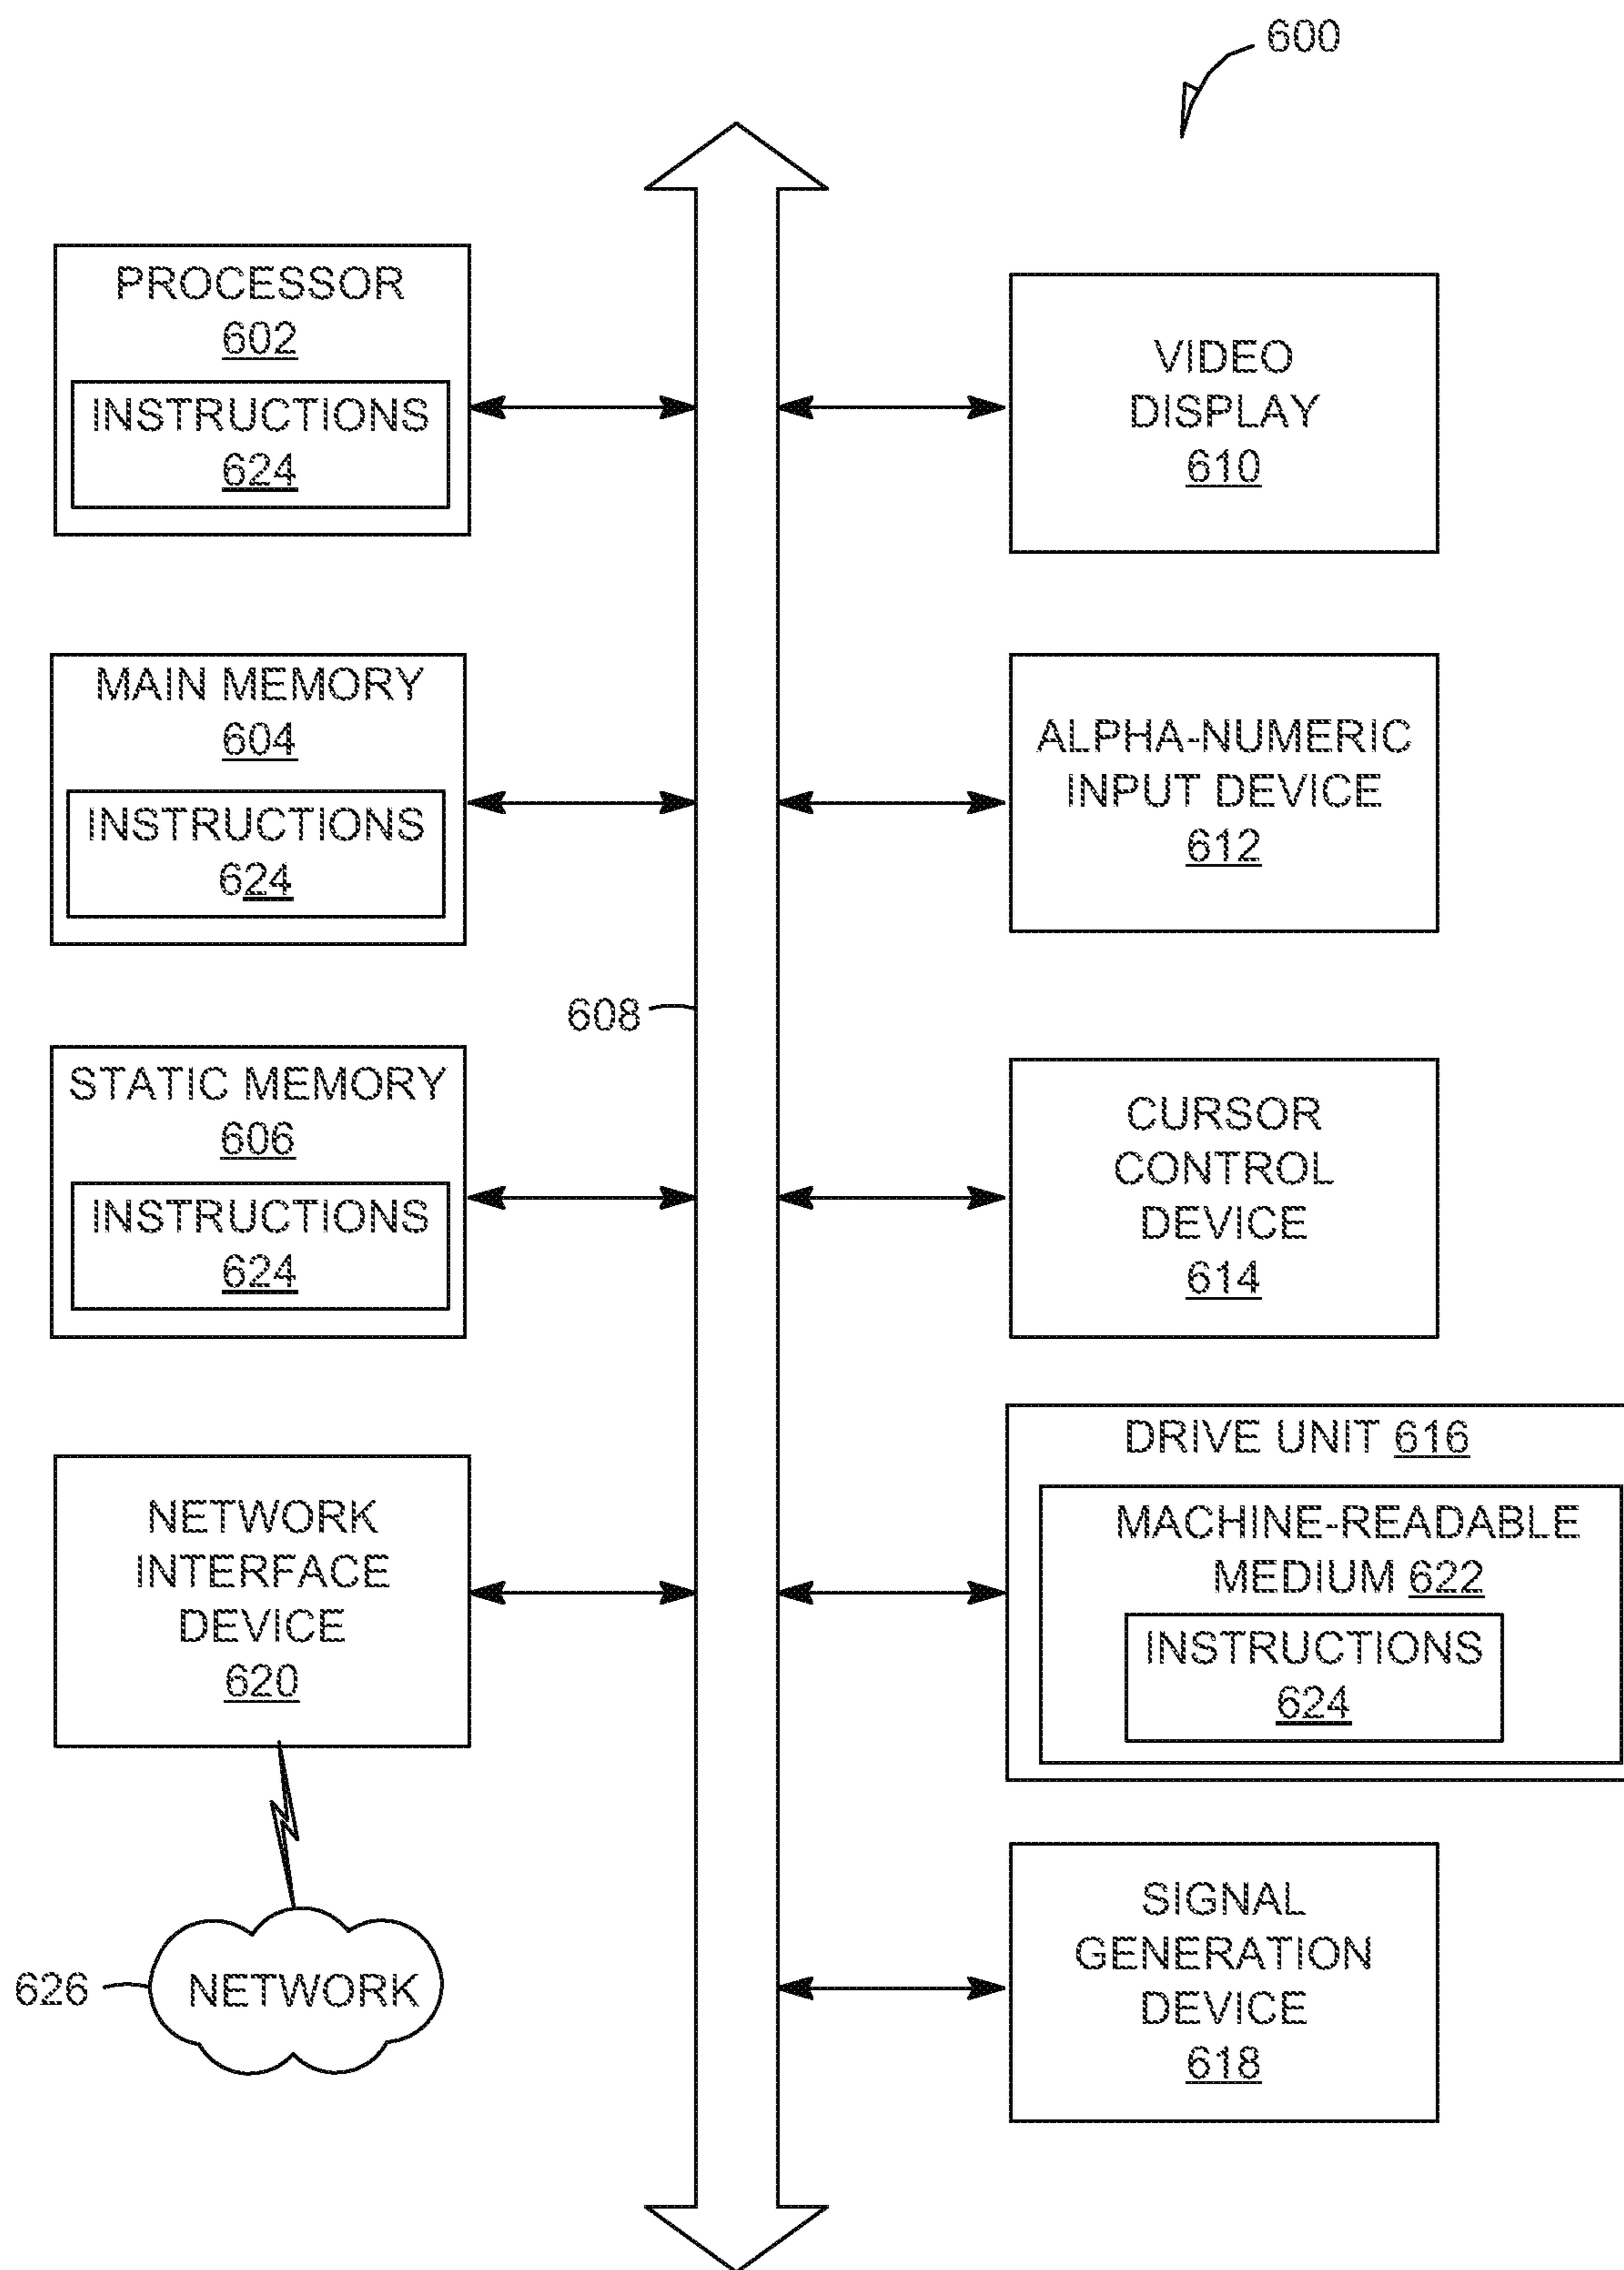 600
PROCESSOR
602
INSTRUCTIONS
624
MAIN MEMORY
604
INSTRUCTIONS
624
608
STATIC MEMORY
606
INSTRUCTIONS
624
NETWORK
INTERFACE
DEVICE
620
626
NETWORK
VIDEO
DISPLAY
610
ALPHA-NUMERIC
INPUT DEVICE
612
CURSOR
CONTROL
DEVICE
614
DRIVE UNIT 616
MACHINE-READABLE
MEDIUM 622
INSTRUCTIONS
624
SIGNAL
GENERATION
DEVICE
618